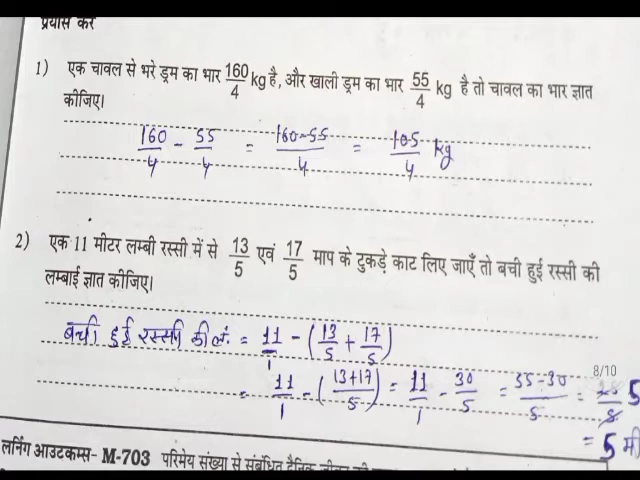 प्रयास करें
1) एक चावल से भरे ड्रम का भार 160/4 kg है, और खाली ड्रम का भार 55/4 kg है तो चावल का भार ज्ञात
कीजिए।
160/4 - 55/4 = 160-55/4 = 105/4 kg
2) एक 11 मीटर लम्बी रस्सी में से 13/5 एवं 17/5 माप के टुकड़े काट लिए जाएँ तो बची हुई रस्सी की
लम्बाई ज्ञात कीजिए।
बची हुई रस्सी की लं. = 11/1 - (13/5 + 17/5)
8/10
= 11/1 - (13+17/5) = 11/1 - 30/5 = 55-30/5 = 5
= 5 मी
लर्निंग आउटकम्स- M-703 परिमेय संख्या से संबंधित दैनिक जीवन की